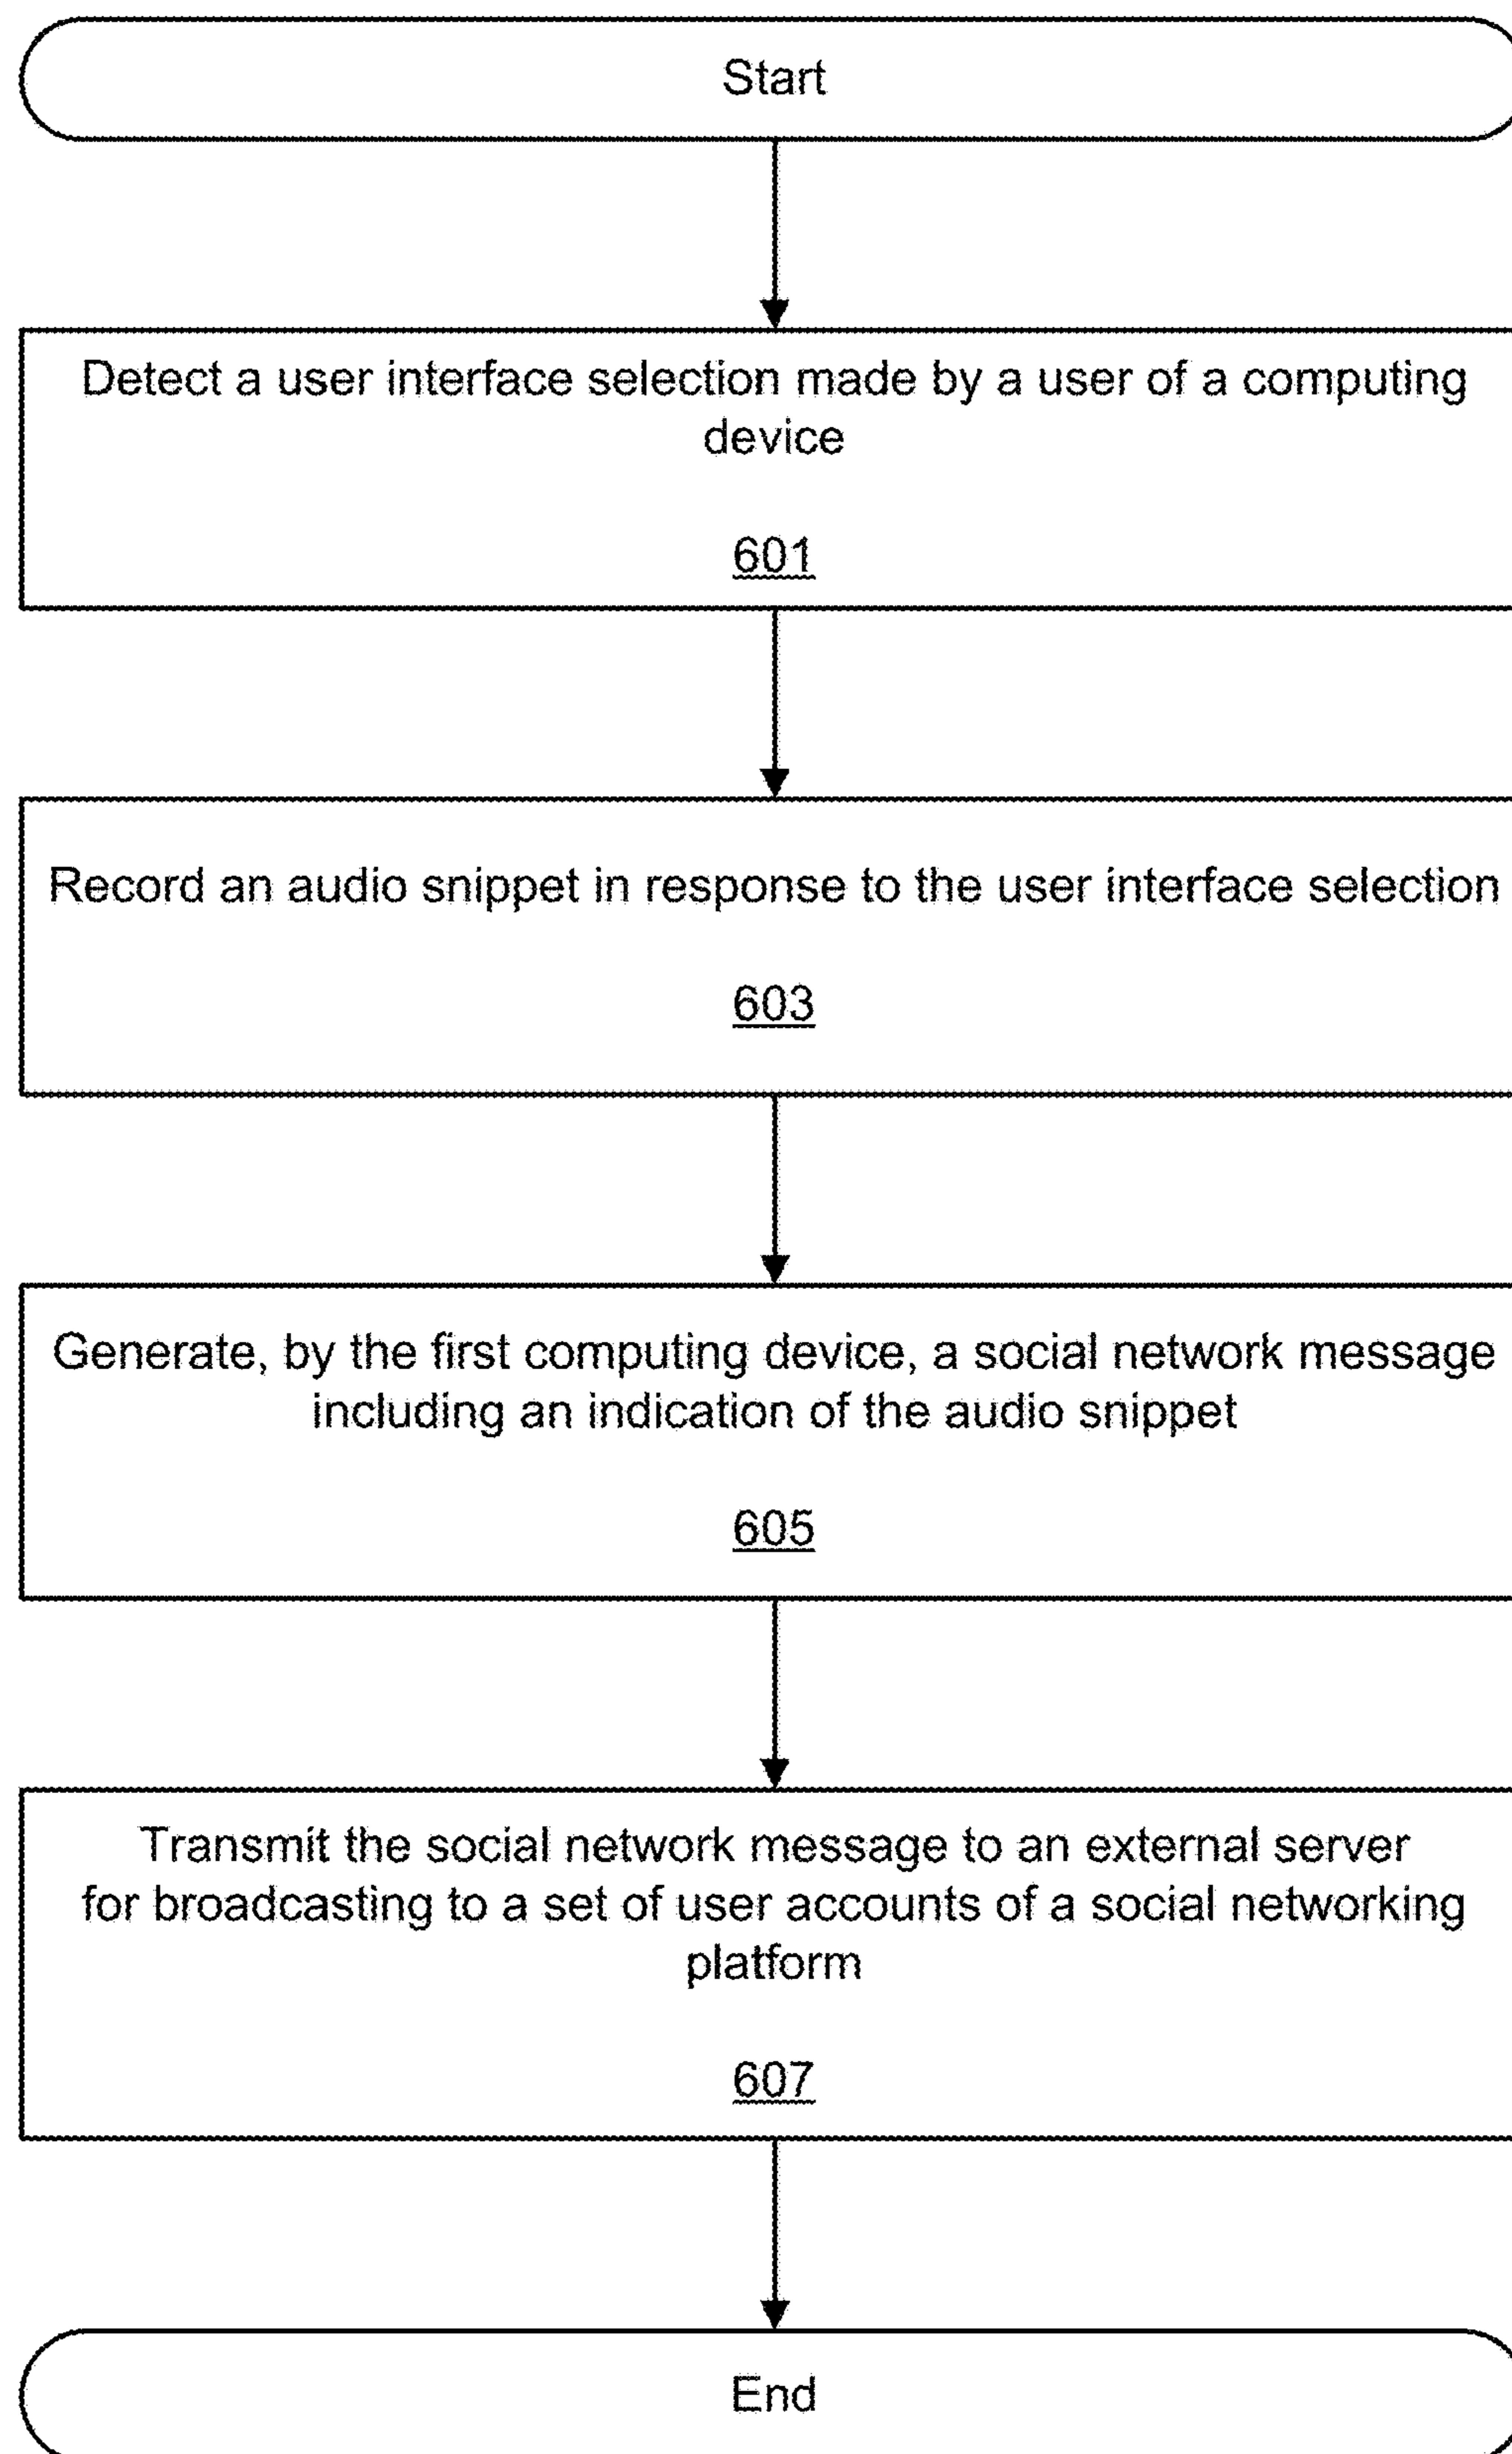 Start
Detect a user interface selection made by a user of a computing
device
601
Record an audio snippet in response to the user interface selection
603
Generate, by the first computing device, a social network message
including an indication of the audio snippet
605
Transmit the social network message to an external server
for broadcasting to a set of user accounts of a social networking
platform
607
End